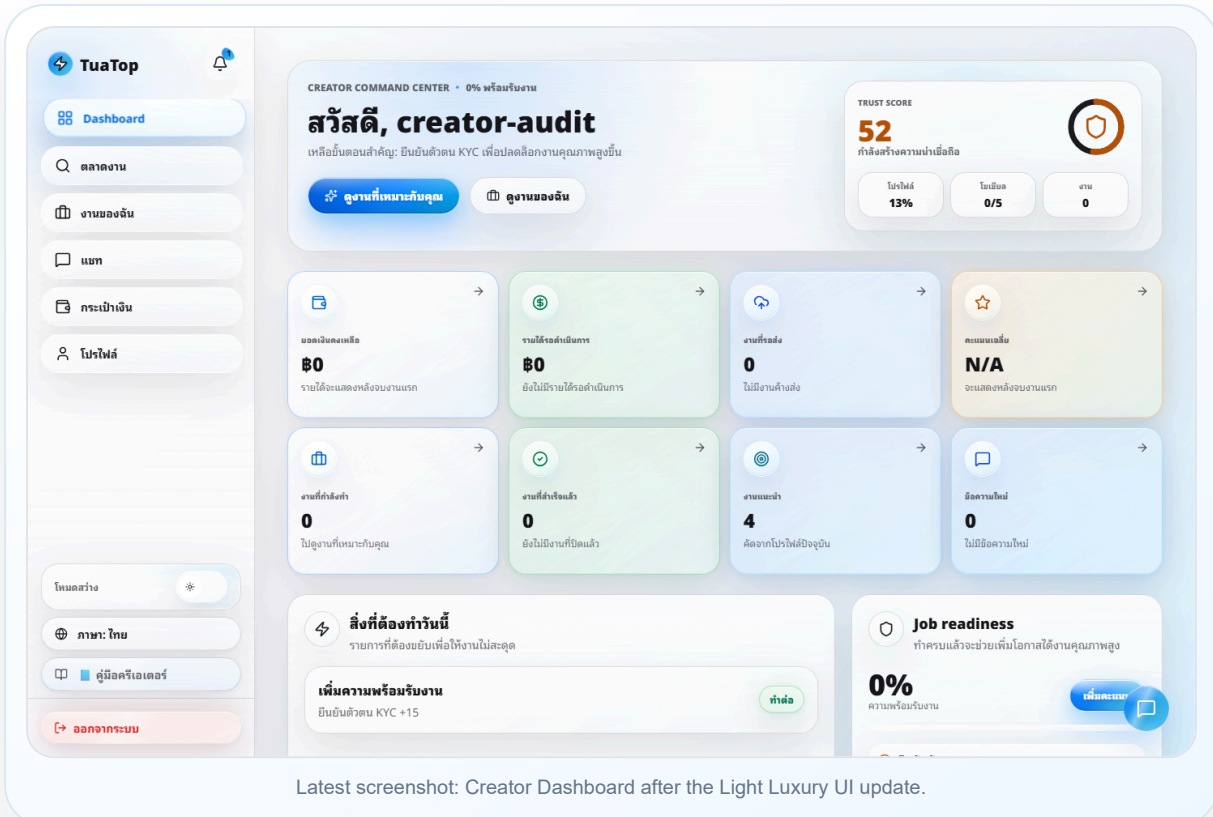 TuaTop
1
Dashboard
ตลาดงาน
งานของฉัน
แชท
กระเป๋าเงิน
โปรไฟล์
โหมดสว่าง
ภาษา: ไทย
คู่มือครีเอเตอร์
ออกจากระบบ
CREATOR COMMAND CENTER • 0% พร้อมรับงาน
สวัสดี, creator-audit
เหลือขั้นตอนสำคัญ: ยืนยันตัวตน KYC เพื่อปลดล็อกงานคุณภาพสูงขึ้น
ดูงานที่เหมาะกับคุณ
ดูงานของฉัน
TRUST SCORE
52
กำลังสร้างความน่าเชื่อถือ
โปรไฟล์
13%
โซเชียล
0/5
งาน
0
ยอดเงินคงเหลือ
฿0
รายได้จะแสดงหลังจบงานแรก
รายได้รอดำเนินการ
฿0
ยังไม่มีรายได้รอดำเนินการ
งานที่รอส่ง
0
ไม่มีงานค้างส่ง
คะแนนเฉลี่ย
N/A
จะแสดงหลังจบงานแรก
งานที่กำลังทำ
0
ไปดูงานที่เหมาะกับคุณ
งานที่สำเร็จแล้ว
0
ยังไม่มีงานที่ปิดแล้ว
งานแนะนำ
4
คัดจากโปรไฟล์ปัจจุบัน
ข้อความใหม่
0
ไม่มีข้อความใหม่
สิ่งที่ต้องทำวันนี้
รายการที่ต้องขยับเพื่อให้งานไม่สะดุด
เพิ่มความพร้อมรับงาน
ยืนยันตัวตน KYC +15
ทำต่อ
Job readiness
ทำครบแล้วจะช่วยเพิ่มโอกาสได้งานคุณภาพสูง
0%
ความพร้อมรับงาน
Latest screenshot: Creator Dashboard after the Light Luxury UI update.